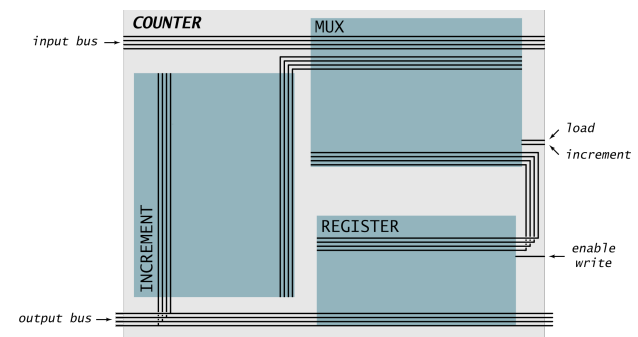 COUNTER
MUX
input bus
load
increment
INCREMENT
REGISTER
enable
write
output bus